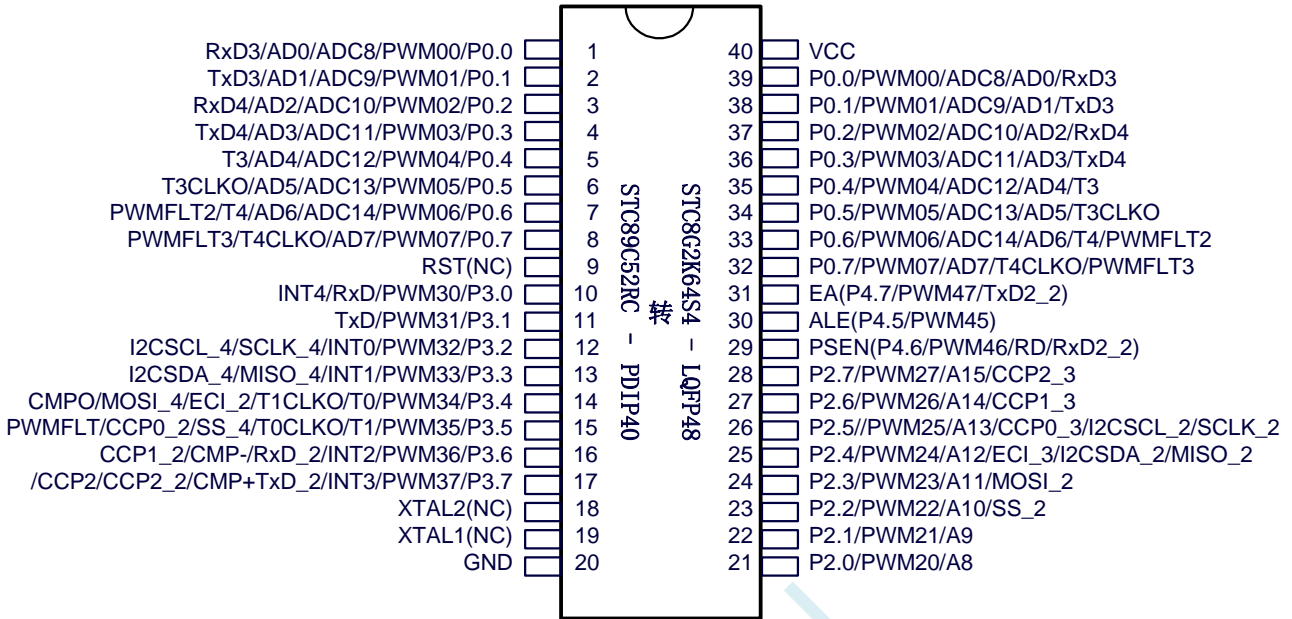 RxD3/AD0/ADC8/PWM00/P0.0 1 40 VCC
TxD3/AD1/ADC9/PWM01/P0.1 2 39 P0.0/PWM00/ADC8/AD0/RxD3
RxD4/AD2/ADC10/PWM02/P0.2 3 38 P0.1/PWM01/ADC9/AD1/TxD3
TxD4/AD3/ADC11/PWM03/P0.3 4 37 P0.2/PWM02/ADC10/AD2/RxD4
T3/AD4/ADC12/PWM04/P0.4 5 36 P0.3/PWM03/ADC11/AD3/TxD4
T3CLKO/AD5/ADC13/PWM05/P0.5 6 35 P0.4/PWM04/ADC12/AD4/T3
PWMFLT2/T4/AD6/ADC14/PWM06/P0.6 7 34 P0.5/PWM05/ADC13/AD5/T3CLKO
PWMFLT3/T4CLKO/AD7/PWM07/P0.7 8 33 P0.6/PWM06/ADC14/AD6/T4/PWMFLT2
RST(NC) 9 32 P0.7/PWM07/AD7/T4CLKO/PWMFLT3
INT4/RxD/PWM30/P3.0 10 31 EA(P4.7/PWM47/TxD2_2)
TxD/PWM31/P3.1 11 30 ALE(P4.5/PWM45)
I2CSCL_4/SCLK_4/INT0/PWM32/P3.2 12 29 PSEN(P4.6/PWM46/RD/RxD2_2)
I2CSDA_4/MISO_4/INT1/PWM33/P3.3 13 28 P2.7/PWM27/A15/CCP2_3
CMPO/MOSI_4/ECI_2/T1CLKO/T0/PWM34/P3.4 14 27 P2.6/PWM26/A14/CCP1_3
PWMFLT/CCP0_2/SS_4/T0CLKO/T1/PWM35/P3.5 15 26 P2.5//PWM25/A13/CCP0_3/I2CSCL_2/SCLK_2
CCP1_2/CMP-/RxD_2/INT2/PWM36/P3.6 16 25 P2.4/PWM24/A12/ECI_3/I2CSDA_2/MISO_2
/CCP2/CCP2_2/CMP+TxD_2/INT3/PWM37/P3.7 17 24 P2.3/PWM23/A11/MOSI_2
XTAL2(NC) 18 23 P2.2/PWM22/A10/SS_2
XTAL1(NC) 19 22 P2.1/PWM21/A9
GND 20 21 P2.0/PWM20/A8
STC8G2K64S4 - LQFP48
转
STC89C52RC - PDIP40